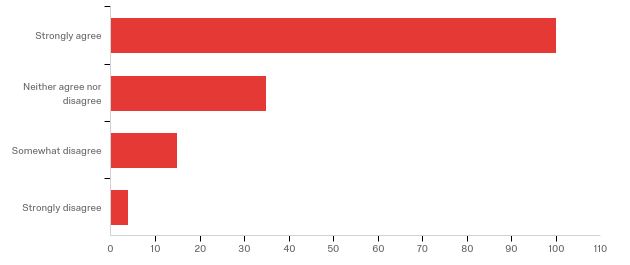 Strongly agree
Neither agree nor
disagree
Somewhat disagree
Strongly disagree
0 10 20 30 40 50 60 70 80 90 100 110